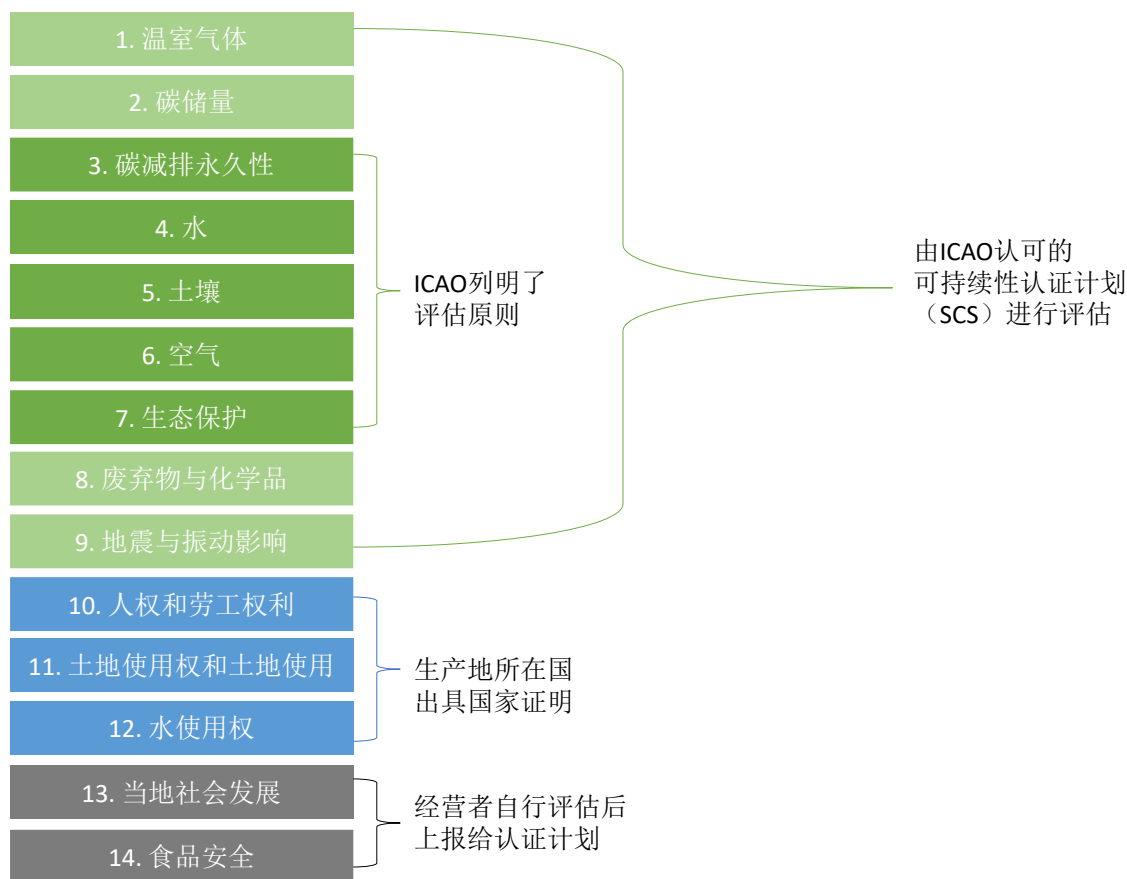 1. 温室气体
2. 碳储量
3. 碳减排永久性
4. 水
5. 土壤
6. 空气
7. 生态保护
8. 废弃物与化学品
9. 地震与振动影响
10. 人权和劳工权利
11. 土地使用权和土地使用
12. 水使用权
13. 当地社会发展
14. 食品安全
ICAO列明了
评估原则
生产地所在国
出具国家证明
经营者自行评估后
上报给认证计划
由ICAO认可的
可持续性认证计划
（SCS）进行评估